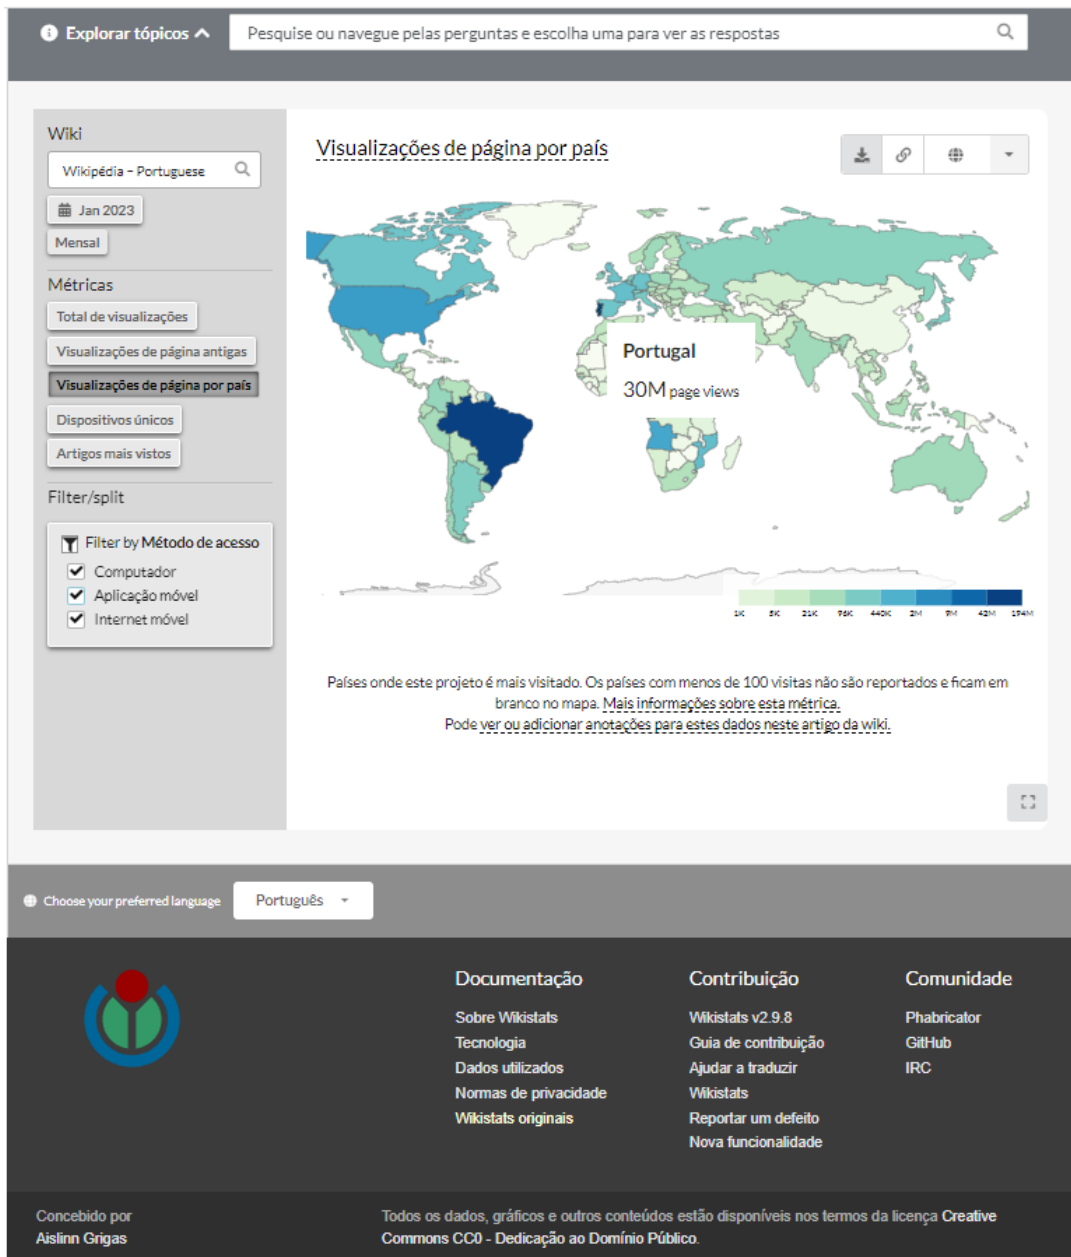 Explorar tópicos
Pesquise ou navegue pelas perguntas e escolha uma para ver as respostas
Wiki
Wikipédia – Portuguese
Jan 2023
Mensal
Métricas
Total de visualizações
Visualizações de página antigas
Visualizações de página por país
Dispositivos únicos
Artigos mais vistos
Filter/split
Filter by Método de acesso
Computador
Aplicação móvel
Internet móvel
Visualizações de página por país
Portugal
30M page views
1K 5K 21K 96K 440K 2M 9M 42M 194M
Países onde este projeto é mais visitado. Os países com menos de 100 visitas não são reportados e ficam em
branco no mapa. Mais informações sobre esta métrica.
Pode ver ou adicionar anotações para estes dados neste artigo da wiki.
Choose your preferred language
Português
Documentação
Sobre Wikistats
Tecnologia
Dados utilizados
Normas de privacidade
Wikistats originais
Contribuição
Wikistats v2.9.8
Guia de contribuição
Ajudar a traduzir
Wikistats
Reportar um defeito
Nova funcionalidade
Comunidade
Phabricator
GitHub
IRC
Concebido por
Aislinn Grigas
Todos os dados, gráficos e outros conteúdos estão disponíveis nos termos da licença Creative
Commons CC0 - Dedicação ao Domínio Público.